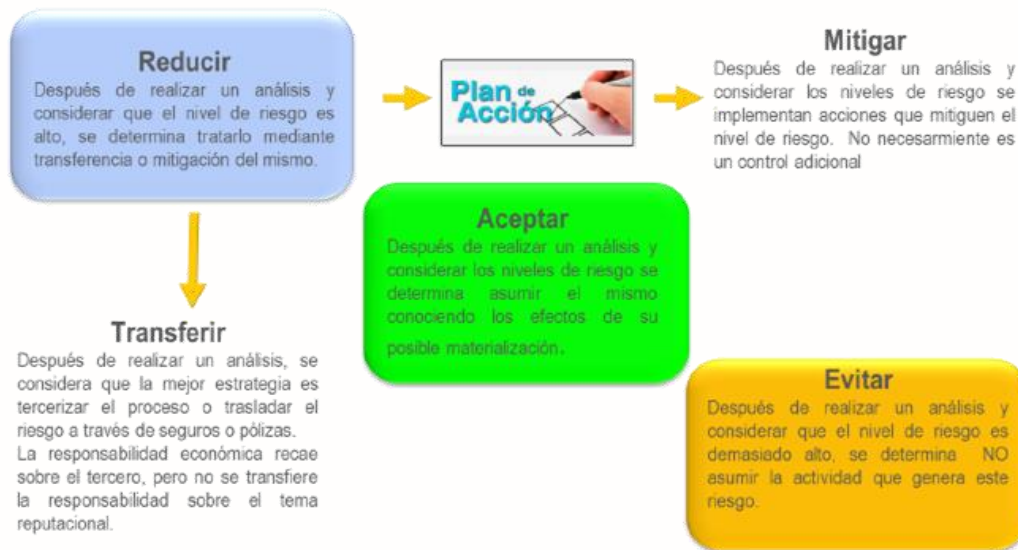 Reducir
Después de realizar un análisis y
considerar que el nivel de riesgo es
alto, se determina tratarlo mediante
transferencia o mitigación del mismo.
Plan de
Acción
Mitigar
Después de realizar un análisis y
considerar los niveles de riesgo se
implementan acciones que mitiguen el
nivel de riesgo. No necesarmiente es
un control adicional
Aceptar
Después de realizar un análisis y
considerar los niveles de riesgo se
determina asumir el mismo
conociendo los efectos de su
posible materialización.
Transferir
Después de realizar un análisis, se
considera que la mejor estrategia es
tercerizar el proceso o trasladar el
riesgo a través de seguros o pólizas.
La responsabilidad económica recae
sobre el tercero, pero no se transfiere
la responsabilidad sobre el tema
reputacional.
Evitar
Después de realizar un análisis y
considerar que el nivel de riesgo es
demasiado alto, se determina NO
asumir la actividad que genera este
riesgo.